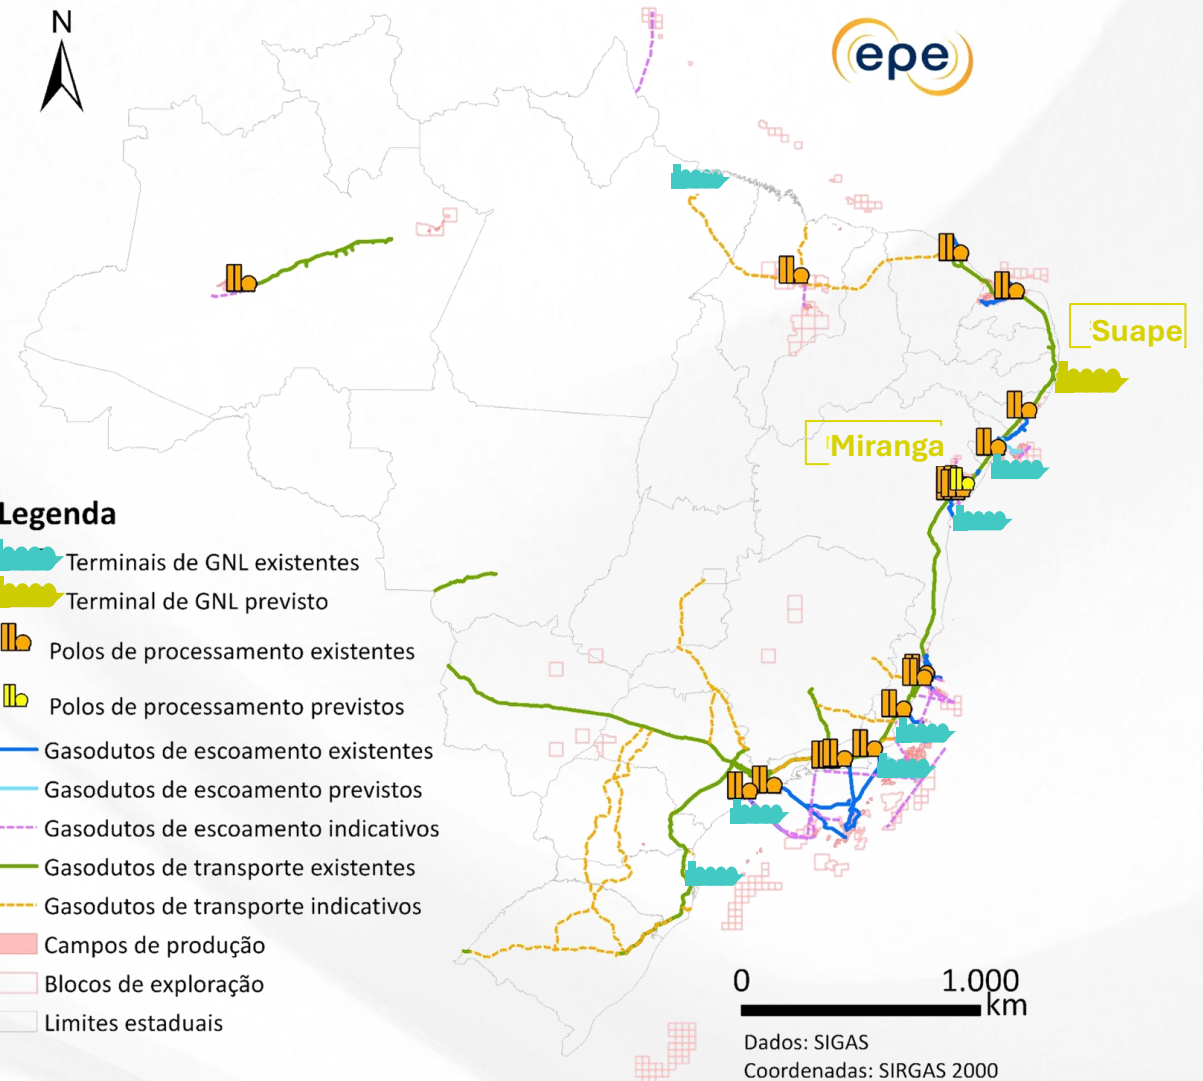 N
epe
Suape
Miranga
Legenda
Terminais de GNL existentes
Terminal de GNL previsto
Polos de processamento existentes
Polos de processamento previstos
Gasodutos de escoamento existentes
Gasodutos de escoamento previstos
Gasodutos de escoamento indicativos
Gasodutos de transporte existentes
Gasodutos de transporte indicativos
Campos de produção
Blocos de exploração
Limites estaduais
0 1.000
km
Dados: SIGAS
Coordenadas: SIRGAS 2000